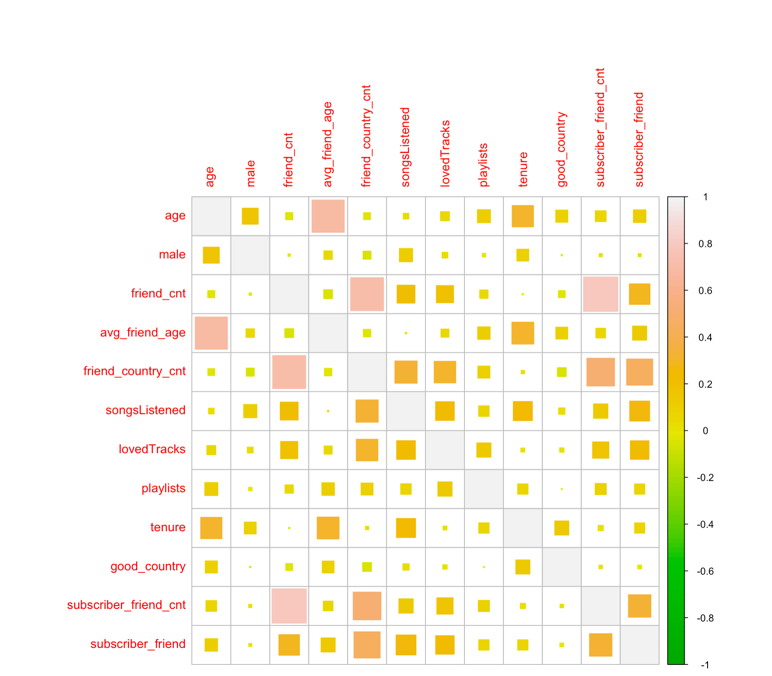 age
male
friend_cnt
avg_friend_age
friend_country_cnt
songsListened
lovedTracks
playlists
tenure
good_country
subscriber_friend_cnt
subscriber_friend
age
male
friend_cnt
avg_friend_age
friend_country_cnt
songsListened
lovedTracks
playlists
tenure
good_country
subscriber_friend_cnt
subscriber_friend
1
0.8
0.6
0.4
0.2
0
-0.2
-0.4
-0.6
-0.8
-1